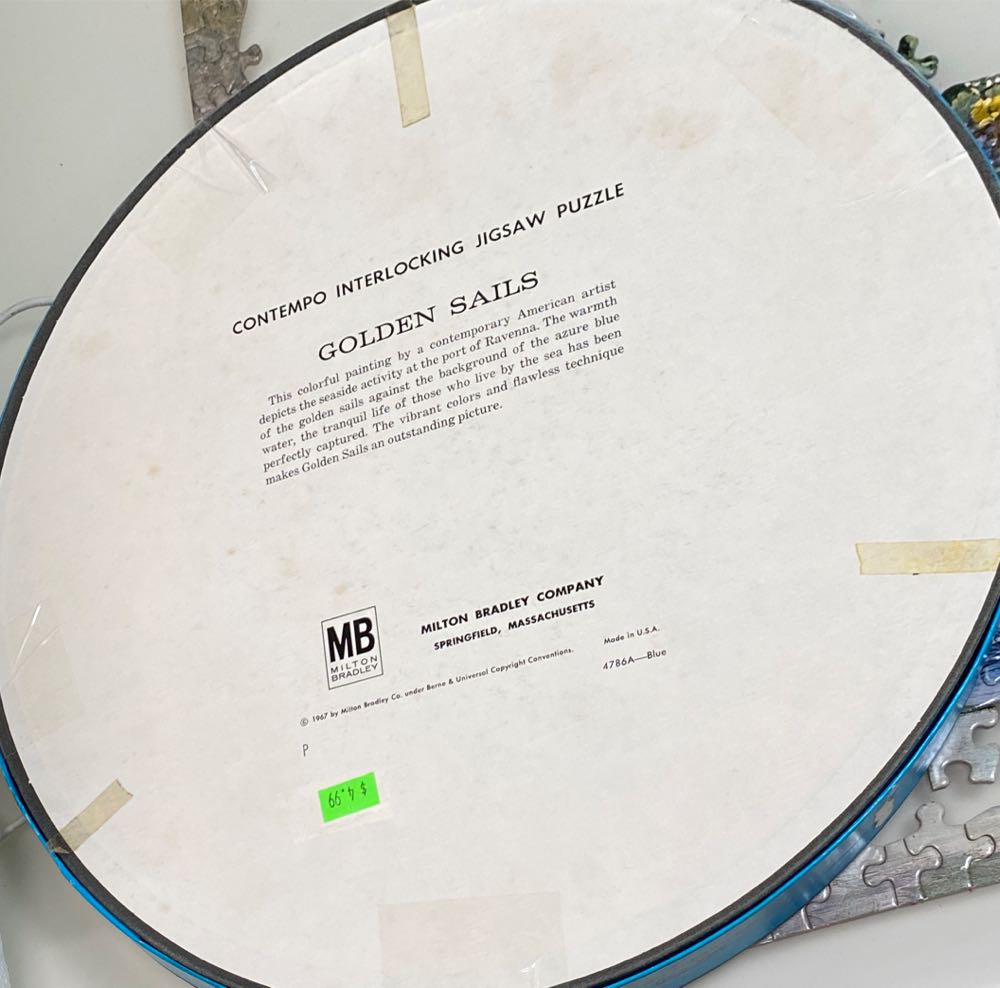 CONTEMPO INTERLOCKING JIGSAW PUZZLE
GOLDEN SAILS
This colorful painting by a contemporary American artist
depicts the seaside activity at the port of Ravenna. The warmth
of the golden sails against the background of the azure blue
water, the tranquil life of those who live by the sea has been
perfectly captured. The vibrant colors and flawless technique
makes Golden Sails an outstanding picture.
MB
MILTON
BRADLEY
MILTON BRADLEY COMPANY
SPRINGFIELD, MASSACHUSETTS
© 1967 by Milton Bradley Co. under Berne & Universal Copyright Conventions.
Made in U.S.A.
4786A—Blue
P
$ 4.99